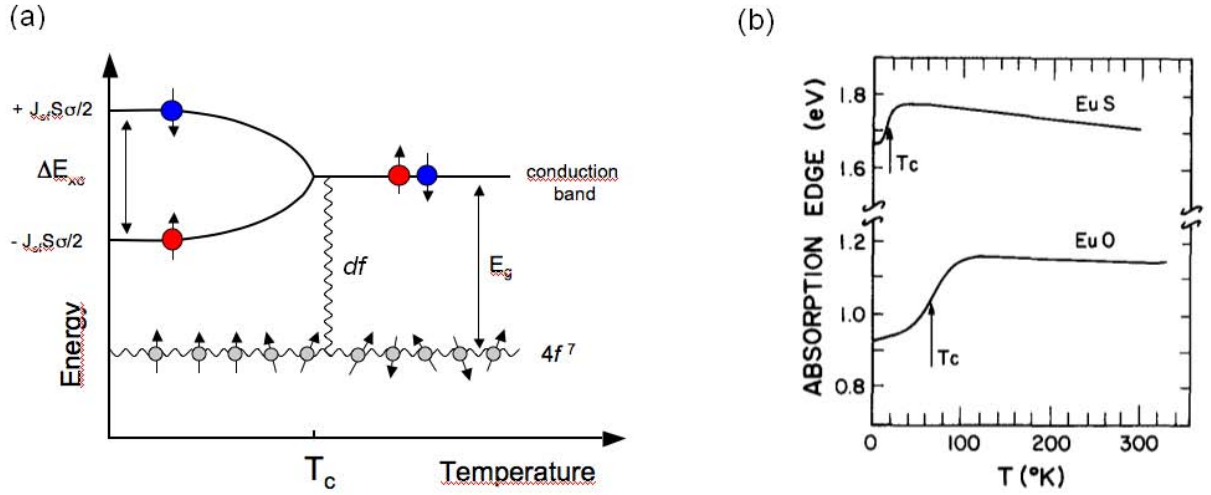 (a)
+ JsfSσ/2
ΔExc
- JsfSσ/2
Energy
df
Eg
conduction
band
4f 7
Tc
Temperature
(b)
ABSORPTION EDGE (eV)
1.8
1.6
1.2
1.0
0.8
EuS
Tc
EuO
Tc
0
100
200
300
T (°K)